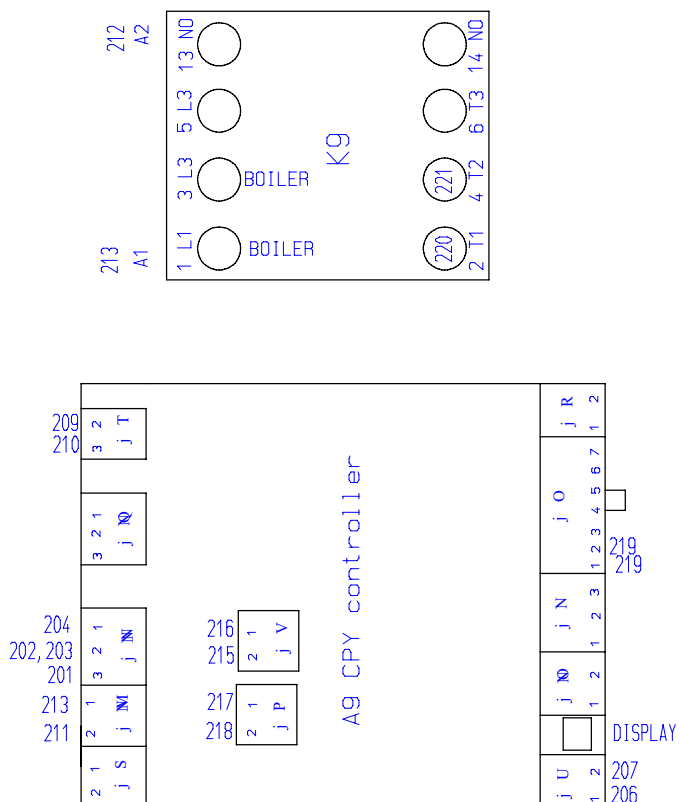 212
A2
13 NO
14 NO
5 L3
6 T3
K9
3 L3
BOILER
221
4 T2
213
A1
1 L1
BOILER
220
2 T1
209
210
3 2
j T
j R
1 2
A9 CPY controller
3 2 1
j O
1 2 3 4 5 6 7
219
219
204
202,203
201
3 2 1
216
215
2 1
j V
j N
1 2 3
213
211
2 1
217
218
2 1
j P
1 2
DISPLAY
2 1
j S
j U
1 2
207
206